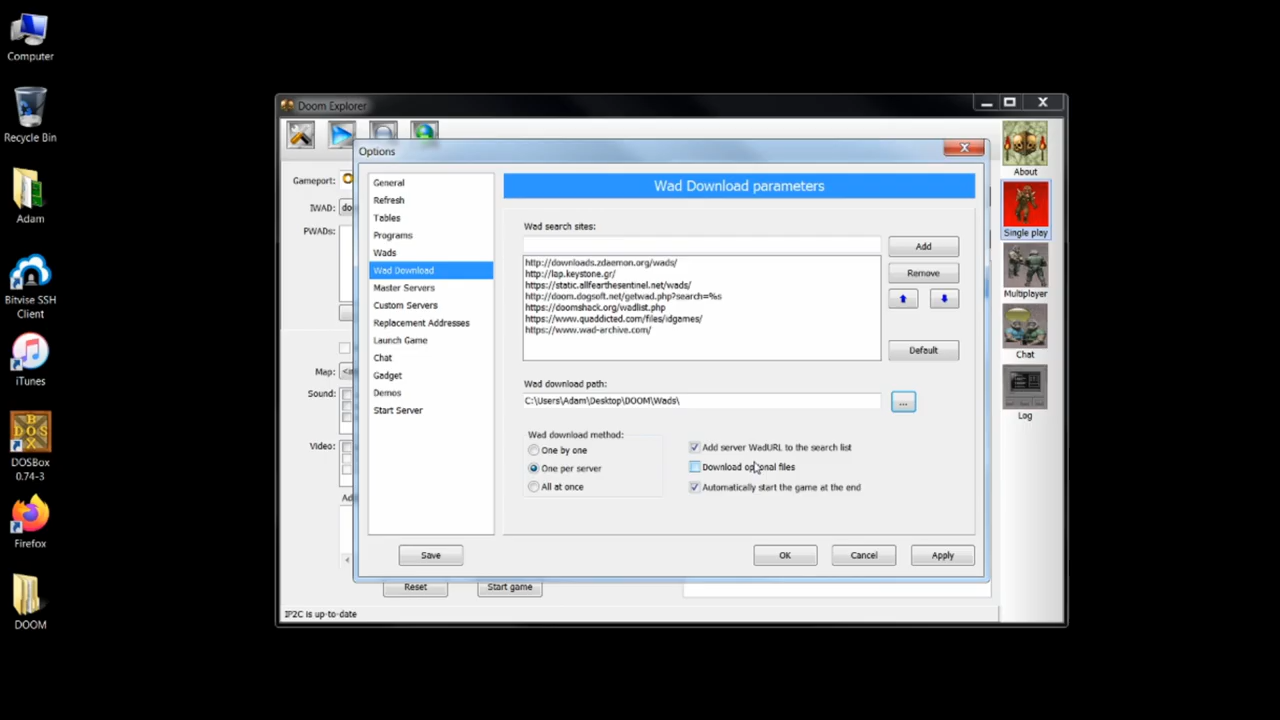 Computer
Recycle Bin
Adam
Bitvise SSH
Client
iTunes
DOSBox
0.74-3
Firefox
DOOM
Doom Explorer
Gameport:
IWAD:
PWADs:
Map:
Sound:
Video:
Reset
Start game
IP2C is up-to-date
About
Single play
Multiplayer
Chat
Log
Options
General
Refresh
Tables
Programs
Wads
Wad Download
Master Servers
Custom Servers
Replacement Addresses
Launch Game
Chat
Gadget
Demos
Start Server
Save
Wad Download parameters
Wad search sites:
Add
Remove
Default
http://downloads.zdaemon.org/wads/
http://lap.keystone.gr/
https://static.allfearthesentinel.net/wads/
http://doom.dogsoft.net/getwad.php?search=%s
https://doomshack.org/wadlist.php
https://www.quaddicted.com/files/idgames/
https://www.wad-archive.com/
Wad download path:
C:\Users\Adam\Desktop\DOOM\Wads\
...
Wad download method:
One by one
One per server
All at once
Add server WadURL to the search list
Download optional files
Automatically start the game at the end
OK
Cancel
Apply